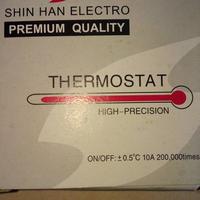 SHIN HAN ELECTRO
PREMIUM QUALITY
THERMOSTAT
HIGH-PRECISION
ON/OFF: ± 0.5°C 10A 200,000times